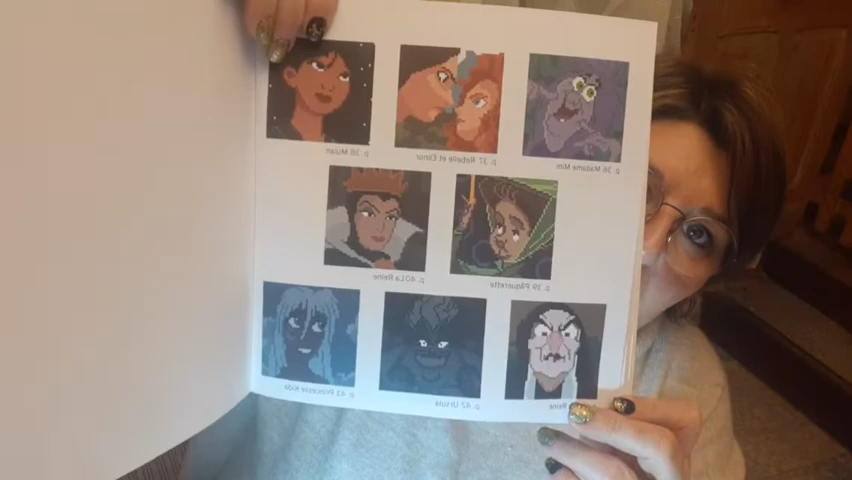 p. 36 Madame Mim
p. 37 Rebelle et Elinor
p. 38 Mulan
p. 39 Pâquerette
p. 40 La Reine
Reine
p. 42 Ursula
p. 43 Princesse Kida